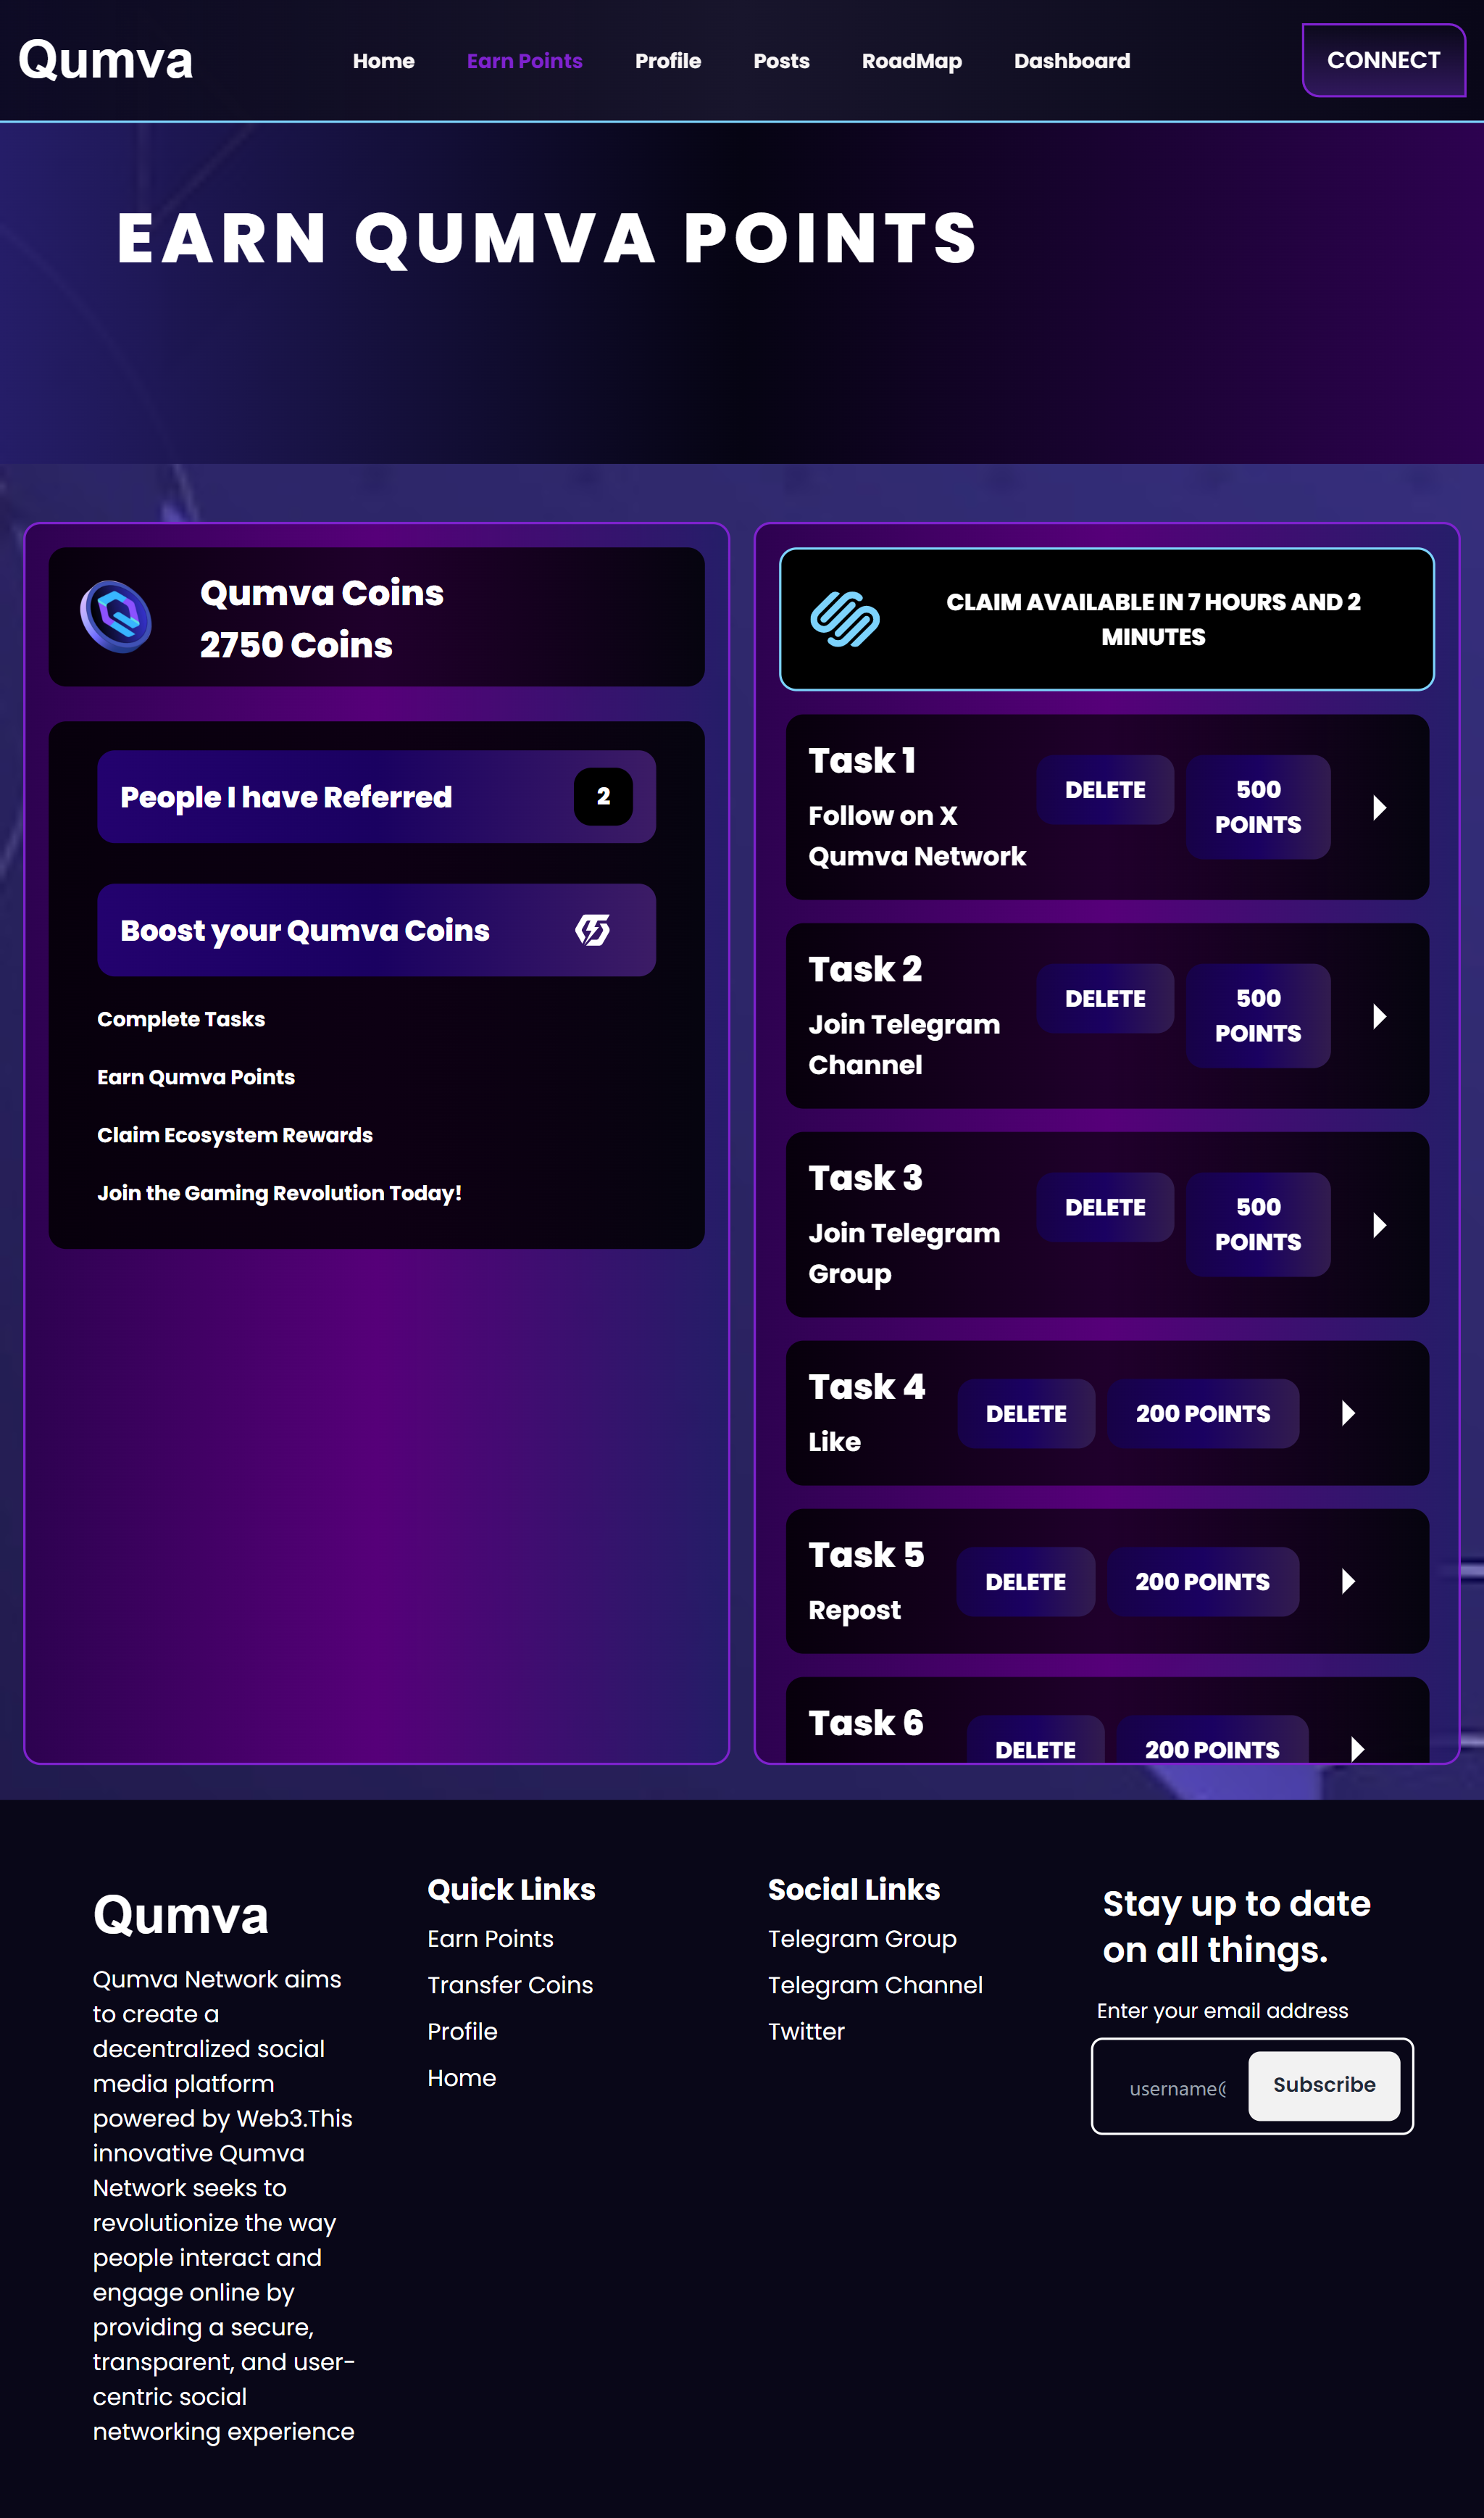 Qumva
Home
Earn Points
Profile
Posts
RoadMap
Dashboard
CONNECT
EARN QUMVA POINTS
Qumva Coins
2750 Coins
People I have Referred
2
Boost your Qumva Coins
Complete Tasks
Earn Qumva Points
Claim Ecosystem Rewards
Join the Gaming Revolution Today!
CLAIM AVAILABLE IN 7 HOURS AND 2
MINUTES
Task 1
Follow on X
Qumva Network
DELETE
500
POINTS
Task 2
Join Telegram
Channel
DELETE
500
POINTS
Task 3
Join Telegram
Group
DELETE
500
POINTS
Task 4
Like
DELETE
200 POINTS
Task 5
Repost
DELETE
200 POINTS
Task 6
DELETE
200 POINTS
Qumva
Qumva Network aims
to create a
decentralized social
media platform
powered by Web3.This
innovative Qumva
Network seeks to
revolutionize the way
people interact and
engage online by
providing a secure,
transparent, and user-
centric social
networking experience
Quick Links
Earn Points
Transfer Coins
Profile
Home
Social Links
Telegram Group
Telegram Channel
Twitter
Stay up to date
on all things.
Enter your email address
username@
Subscribe